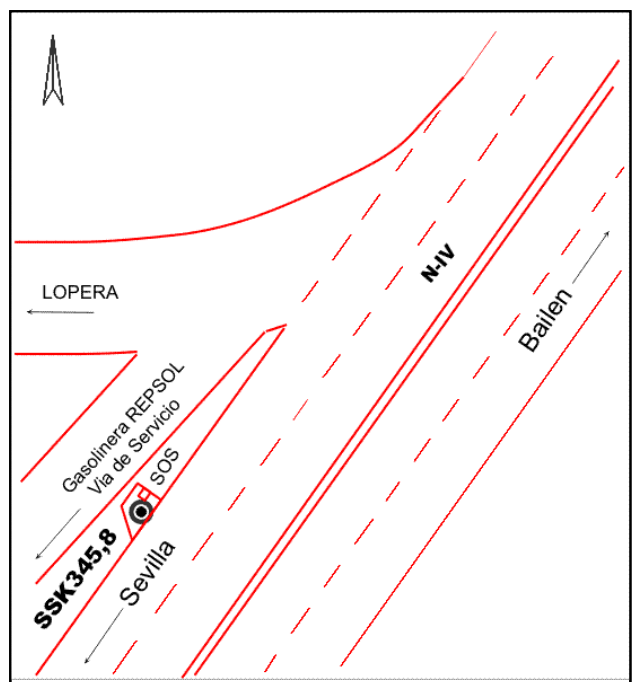 N-IV
LOPERA
Bailen
Gasolinera REPSOL
Via de Servicio
SOS
SSK345,8
Sevilla